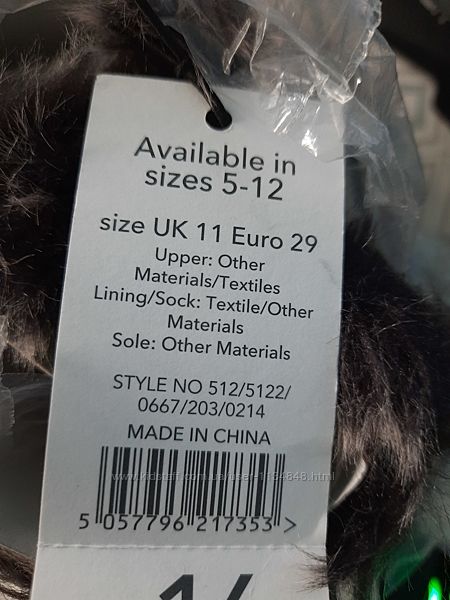 Available in
sizes 5-12
size UK 11 Euro 29
Upper: Other
Materials/Textiles
Lining/Sock: Textile/Other
Materials
Sole: Other Materials
STYLE NO 512/5122/
0667/203/0214
MADE IN CHINA
5 057796 217353 >